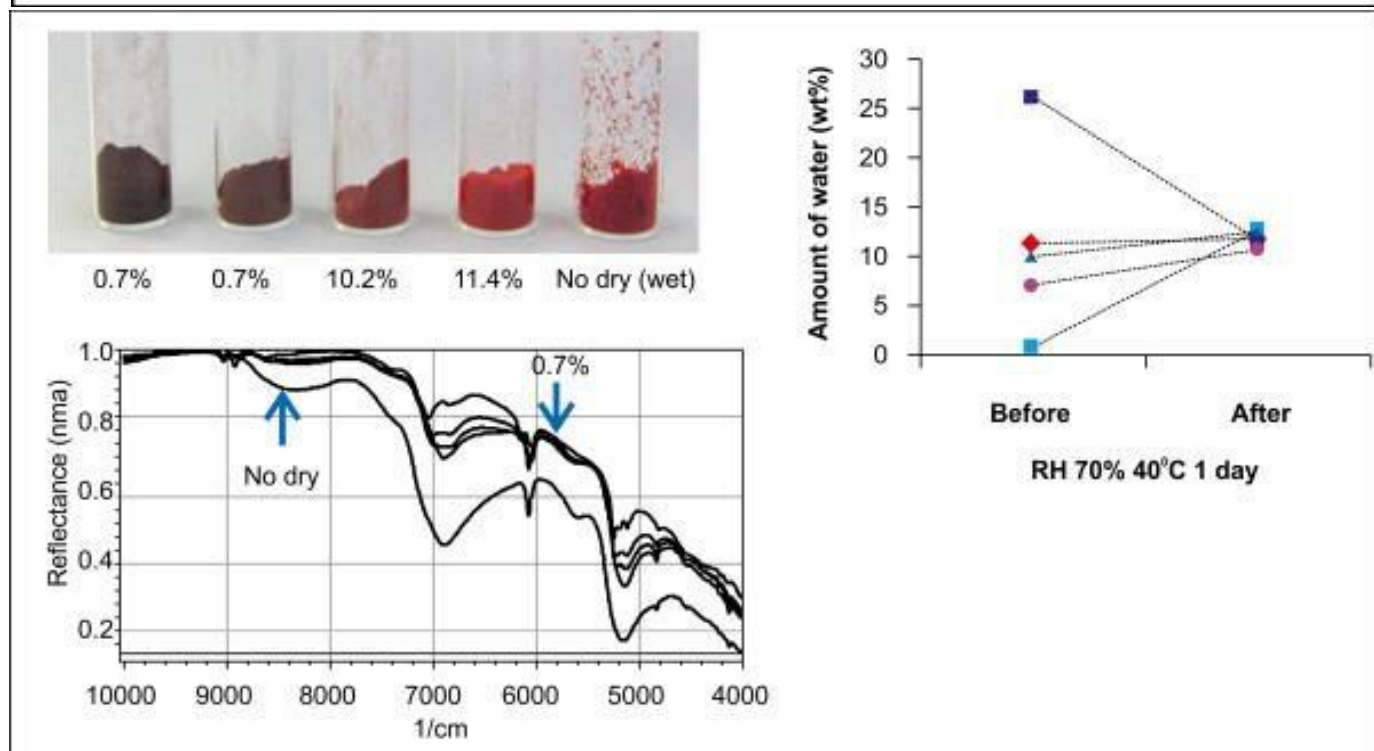 0.7% 0.7% 10.2% 11.4% No dry (wet)
Reflectance (nma)
1.0
0.8
0.6
0.4
0.2
No dry
0.7%
10000 9000 8000 7000 6000 5000 4000
1/cm
Amount of water (wt%)
30
25
20
15
10
5
0
Before After
RH 70% 40°C 1 day